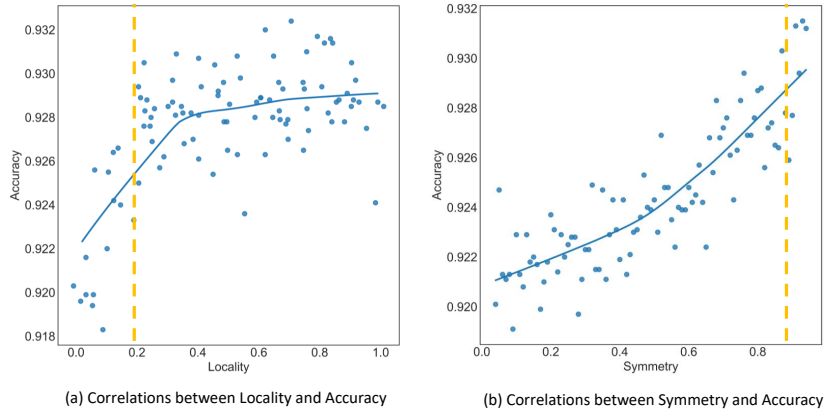 0.932
0.930
0.928
0.926
0.924
0.922
0.920
0.918
Accuracy
0.0 0.2 0.4 0.6 0.8 1.0
Locality
(a) Correlations between Locality and Accuracy
0.932
0.930
0.928
0.926
0.924
0.922
0.920
Accuracy
0.0 0.2 0.4 0.6 0.8
Symmetry
(b) Correlations between Symmetry and Accuracy